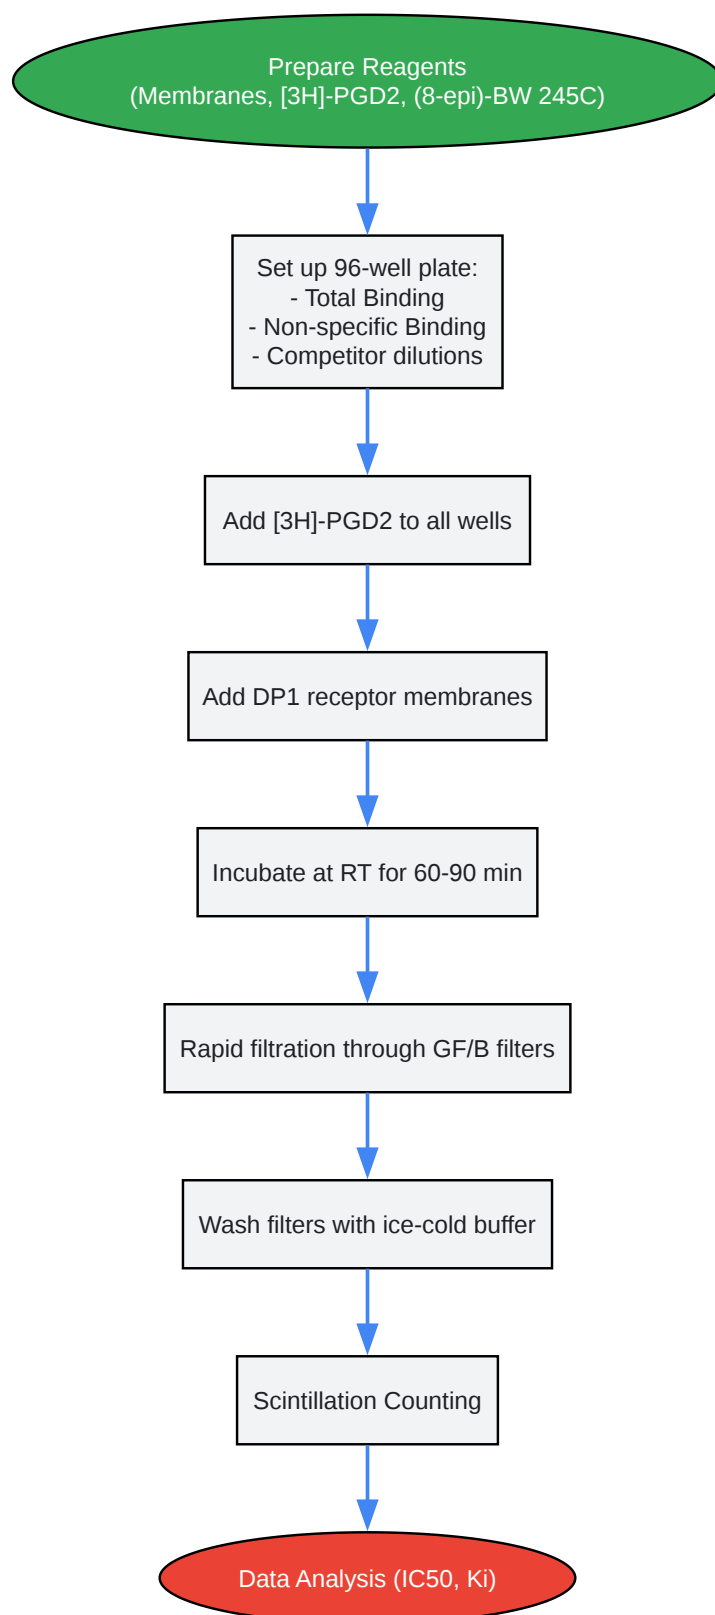 Prepare Reagents
(Membranes, [3H]-PGD2, (8-epi)-BW 245C)
Set up 96-well plate:
- Total Binding
- Non-specific Binding
- Competitor dilutions
Add [3H]-PGD2 to all wells
Add DP1 receptor membranes
Incubate at RT for 60-90 min
Rapid filtration through GF/B filters
Wash filters with ice-cold buffer
Scintillation Counting
Data Analysis (IC50, Ki)